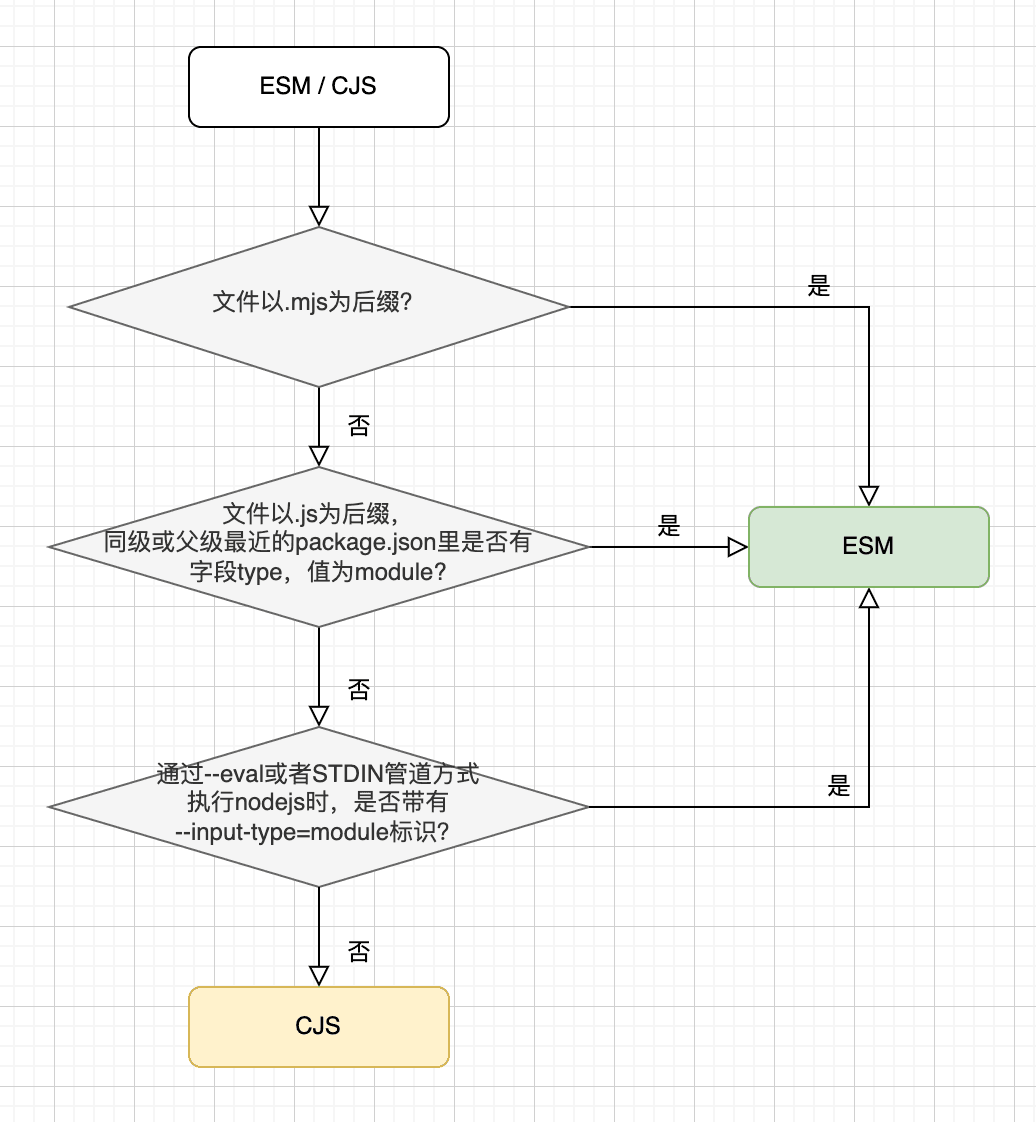 ESM / CJS
文件以.mjs为后缀?
是
否
文件以.js为后缀，
同级或父级最近的package.json里是否有
字段type，值为module?
是
ESM
否
通过--eval或者STDIN管道方式
执行nodejs时，是否带有
--input-type=module标识?
是
否
CJS